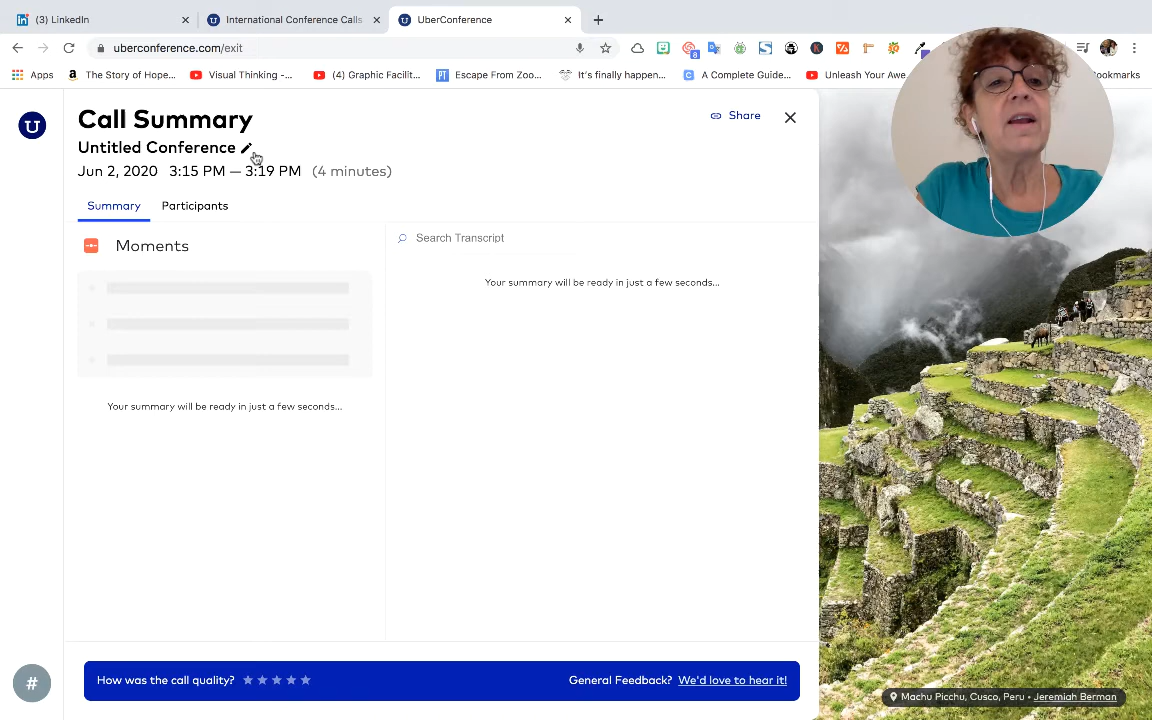 (3) LinkedIn
International Conference Calls
UberConference
uberconference.com/exit
8
Apps
The Story of Hope...
Visual Thinking -...
(4) Graphic Facilit...
Escape From Zoo...
It's finally happen...
A Complete Guide...
Unleash Your Awe
ookmarks
Call Summary
Share
Untitled Conference
Jun 2, 2020 3:15 PM — 3:19 PM (4 minutes)
Summary
Participants
Moments
Search Transcript
Your summary will be ready in just a few seconds...
Your summary will be ready in just a few seconds...
How was the call quality?
General Feedback? We'd love to hear it!
#
Machu Picchu, Cusco, Peru • Jeremiah Berman